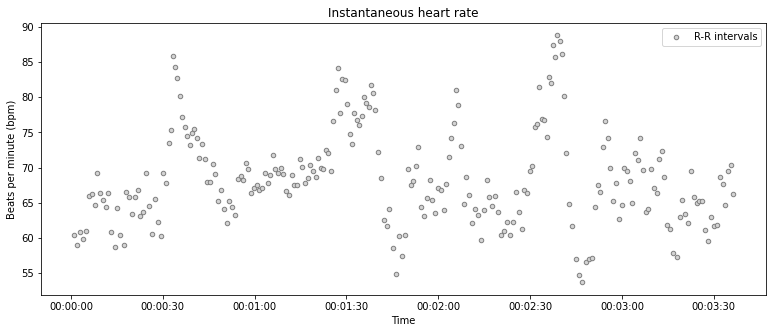 Instantaneous heart rate
R-R intervals
Beats per minute (bpm)
90
85
80
75
70
65
60
55
00:00:00 00:00:30 00:01:00 00:01:30 00:02:00 00:02:30 00:03:00 00:03:30
Time